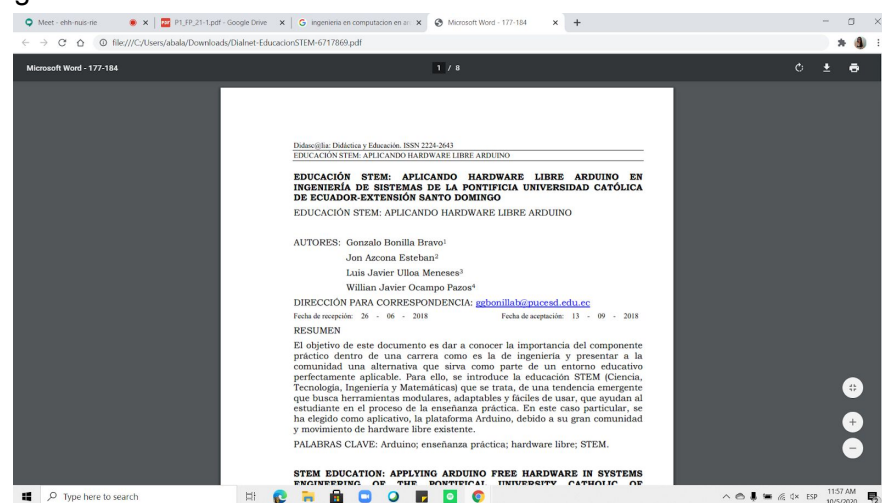 Meet - ehh-nuis-rie
P1_FP_21-1.pdf - Google Drive
ingenieria en computacion en ar
Microsoft Word - 177-184
file:///C:/Users/abala/Downloads/Dialnet-EducacionSTEM-6717869.pdf
Microsoft Word - 177-184
1 / 8
Didasc@lia: Didáctica y Educación. ISSN 2224-2643
EDUCACIÓN STEM: APLICANDO HARDWARE LIBRE ARDUINO
EDUCACIÓN STEM: APLICANDO HARDWARE LIBRE ARDUINO EN
INGENIERÍA DE SISTEMAS DE LA PONTIFICIA UNIVERSIDAD CATÓLICA
DE ECUADOR-EXTENSIÓN SANTO DOMINGO
EDUCACIÓN STEM: APLICANDO HARDWARE LIBRE ARDUINO
AUTORES: Gonzalo Bonilla Bravo1
Jon Azcona Esteban2
Luis Javier Ulloa Meneses3
Willian Javier Ocampo Pazos4
DIRECCIÓN PARA CORRESPONDENCIA: ggbonillab@pucesd.edu.ec
Fecha de recepción: 26 - 06 - 2018 Fecha de aceptación: 13 - 09 - 2018
RESUMEN
El objetivo de este documento es dar a conocer la importancia del componente
práctico dentro de una carrera como es la de ingeniería y presentar a la
comunidad una alternativa que sirva como parte de un entorno educativo
perfectamente aplicable. Para ello, se introduce la educación STEM (Ciencia,
Tecnología, Ingeniería y Matemáticas) que se trata, de una tendencia emergente
que busca herramientas modulares, adaptables y fáciles de usar, que ayudan al
estudiante en el proceso de la enseñanza práctica. En este caso particular, se
ha elegido como aplicativo, la plataforma Arduino, debido a su gran comunidad
y movimiento de hardware libre existente.
PALABRAS CLAVE: Arduino; enseñanza práctica; hardware libre; STEM.
STEM EDUCATION: APPLYING ARDUINO FREE HARDWARE IN SYSTEMS
ENGINEERING OF THE PONTIFICAL UNIVERSITY CATHOLIC OF
Type here to search
ESP
11:57 AM
10/5/2020